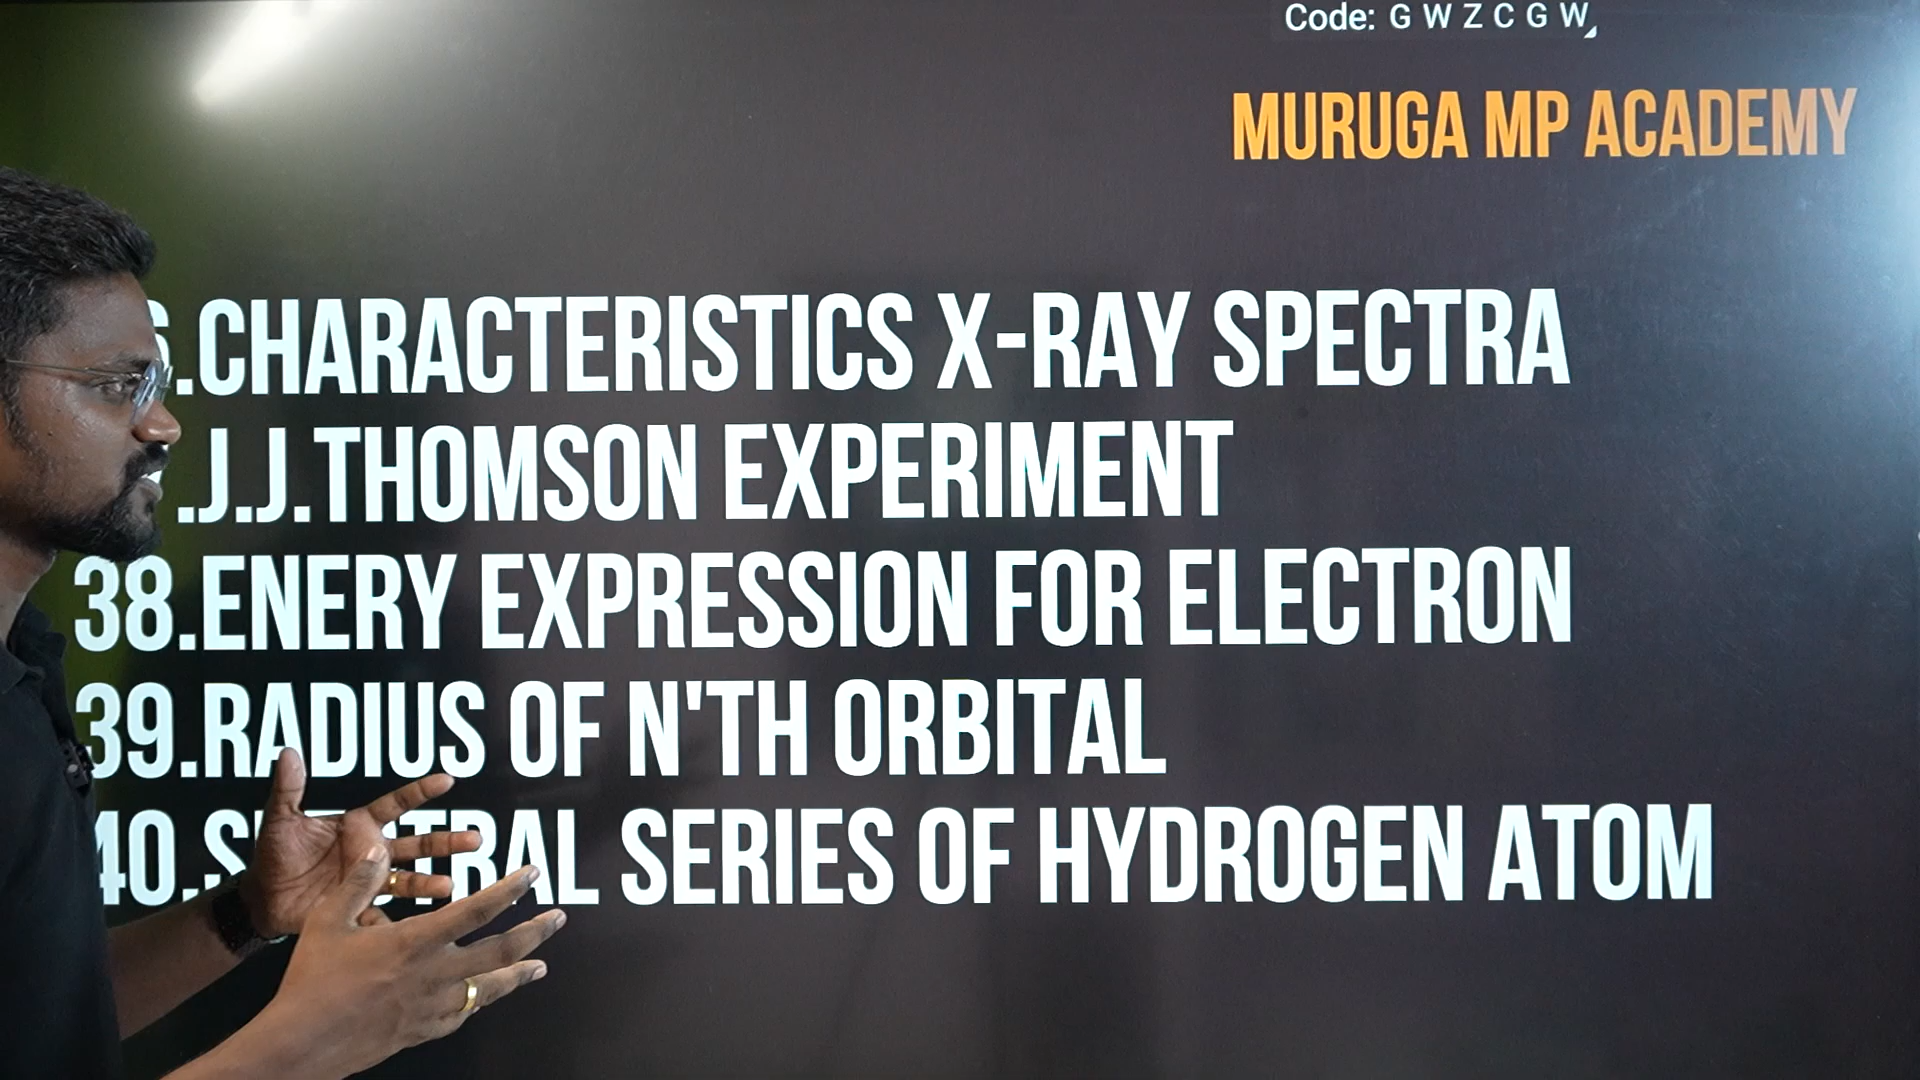 Code: G W Z C G W
MURUGA MP ACADEMY
6.CHARACTERISTICS X-RAY SPECTRA
.J.J.THOMSON EXPERIMENT
38.ENERY EXPRESSION FOR ELECTRON
39.RADIUS OF N'TH ORBITAL
40. SERIES OF HYDROGEN ATOM